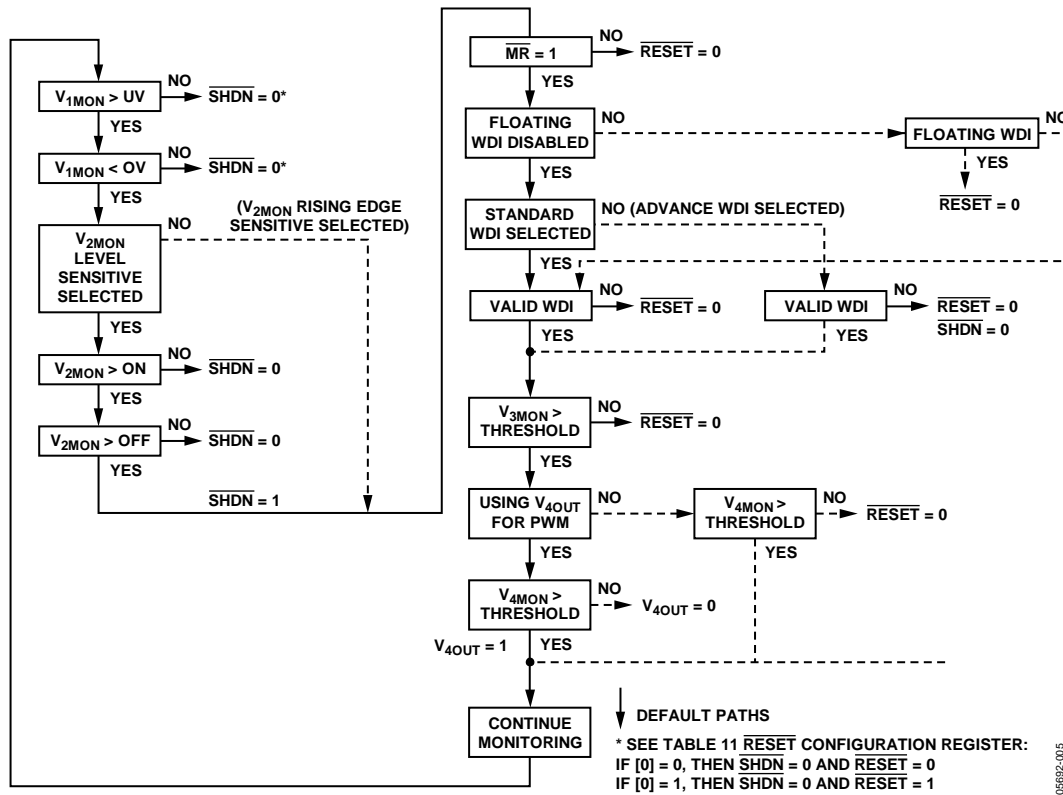 V1MON > UV
NO
SHDN = 0*
YES
V1MON < OV
NO
SHDN = 0*
YES
(V2MON RISING EDGE
SENSITIVE SELECTED)
V2MON
LEVEL
SENSITIVE
SELECTED
NO
YES
V2MON > ON
NO
SHDN = 0
YES
V2MON > OFF
NO
SHDN = 0
YES
SHDN = 1
MR = 1
NO
RESET = 0
YES
FLOATING
WDI DISABLED
NO
YES
FLOATING WDI
NO
YES
RESET = 0
STANDARD
WDI SELECTED
NO (ADVANCE WDI SELECTED)
YES
VALID WDI
NO
RESET = 0
YES
VALID WDI
NO
RESET = 0
SHDN = 0
YES
V3MON >
THRESHOLD
NO
RESET = 0
YES
USING V4OUT
FOR PWM
NO
YES
V4MON >
THRESHOLD
NO
RESET = 0
YES
V4MON >
THRESHOLD
NO
V4OUT = 0
V4OUT = 1
YES
CONTINUE
MONITORING
DEFAULT PATHS
* SEE TABLE 11 RESET CONFIGURATION REGISTER:
IF [0] = 0, THEN SHDN = 0 AND RESET = 0
IF [0] = 1, THEN SHDN = 0 AND RESET = 1
05692-005